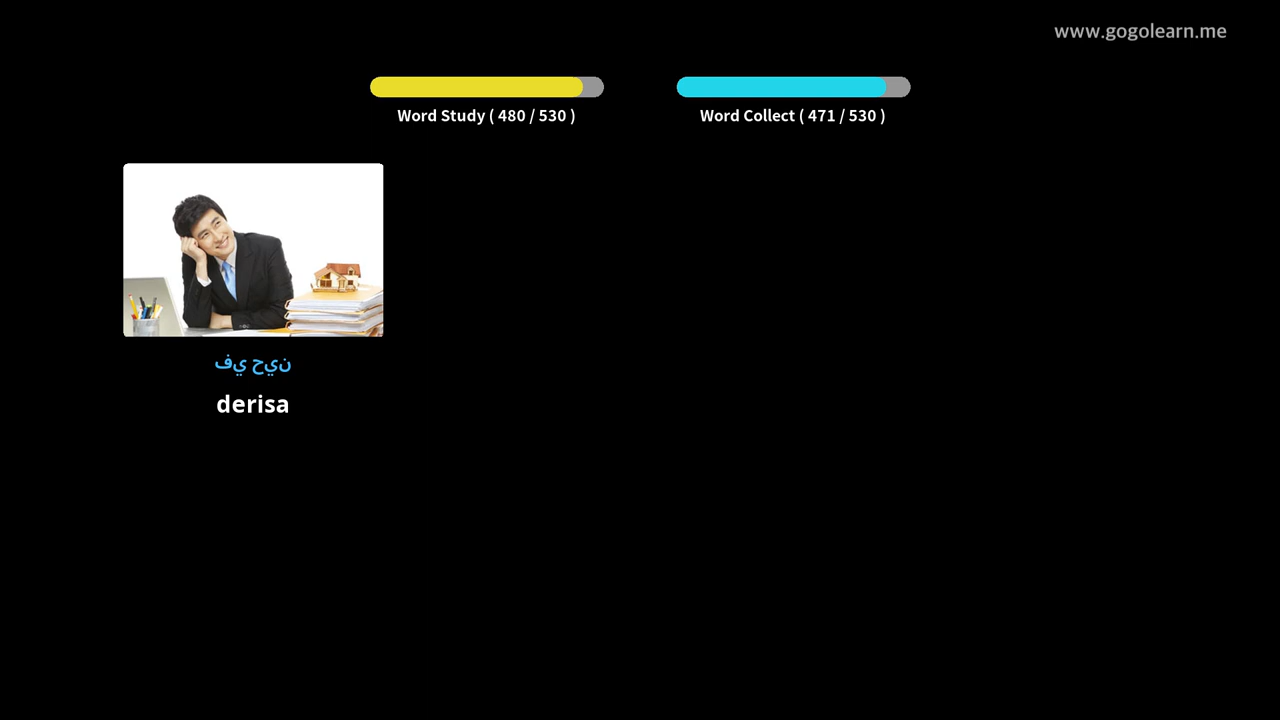 www.gogolearn.me
Word Study ( 480 / 530 )
Word Collect ( 471 / 530 )
في حين
derisa